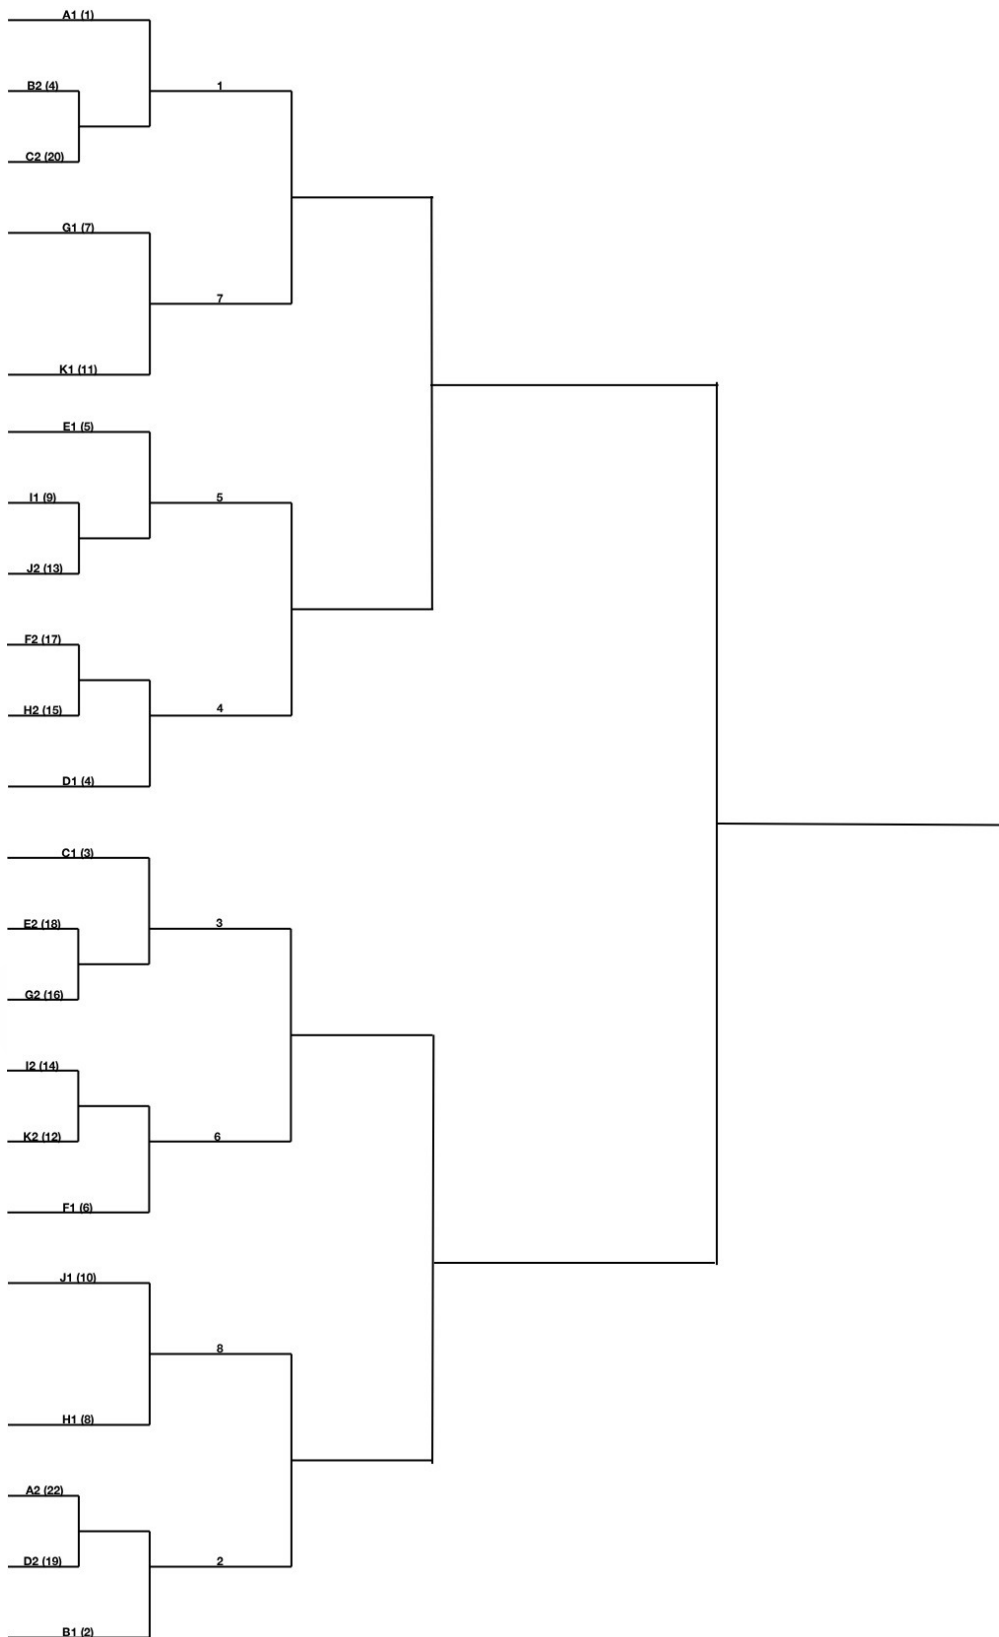 A1 (1)
B2 (4)
1
C2 (20)
G1 (7)
7
K1 (11)
E1 (5)
I1 (9)
5
J2 (13)
F2 (17)
H2 (15)
4
D1 (4)
C1 (3)
E2 (18)
3
G2 (16)
I2 (14)
K2 (12)
6
F1 (6)
J1 (10)
8
H1 (8)
A2 (22)
D2 (19)
2
B1 (2)